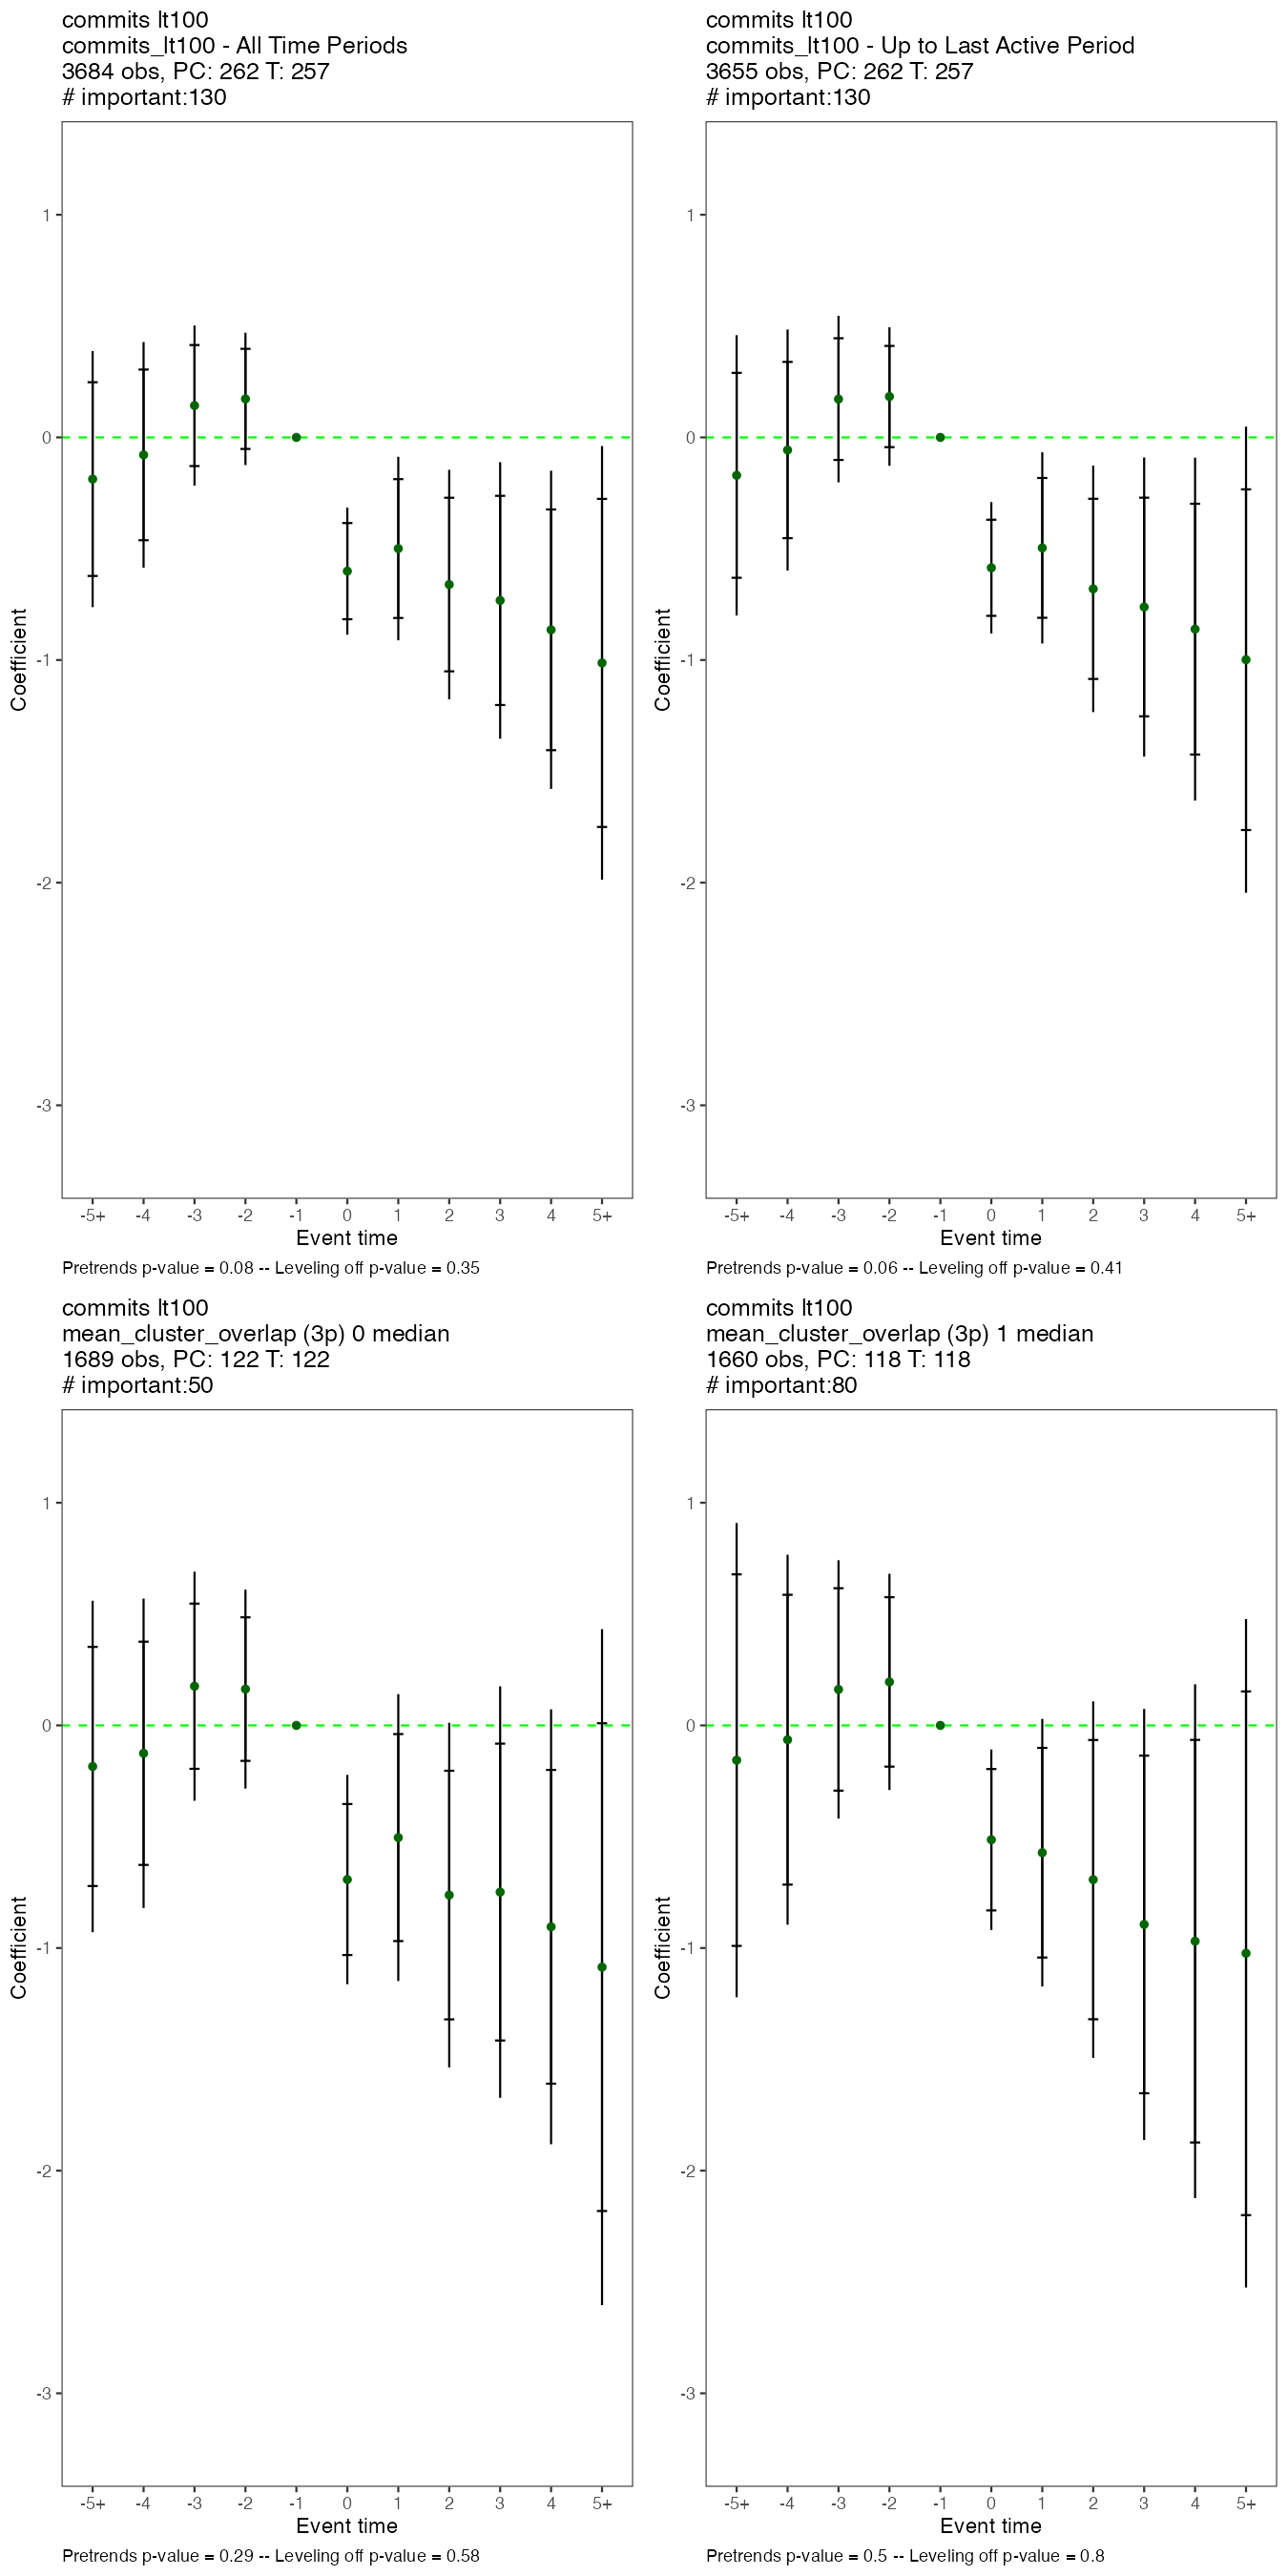 commits lt100
commits_lt100 - All Time Periods
3684 obs, PC: 262 T: 257
# important:130
1
0
-1
-2
-3
Coefficient
-5+ -4 -3 -2 -1 0 1 2 3 4 5+
Event time
Pretrends p-value = 0.08 -- Leveling off p-value = 0.35
commits lt100
commits_lt100 - Up to Last Active Period
3655 obs, PC: 262 T: 257
# important:130
1
0
-1
-2
-3
Coefficient
-5+ -4 -3 -2 -1 0 1 2 3 4 5+
Event time
Pretrends p-value = 0.06 -- Leveling off p-value = 0.41
commits lt100
mean_cluster_overlap (3p) 0 median
1689 obs, PC: 122 T: 122
# important:50
1
0
-1
-2
-3
Coefficient
-5+ -4 -3 -2 -1 0 1 2 3 4 5+
Event time
Pretrends p-value = 0.29 -- Leveling off p-value = 0.58
commits lt100
mean_cluster_overlap (3p) 1 median
1660 obs, PC: 118 T: 118
# important:80
1
0
-1
-2
-3
Coefficient
-5+ -4 -3 -2 -1 0 1 2 3 4 5+
Event time
Pretrends p-value = 0.5 -- Leveling off p-value = 0.8